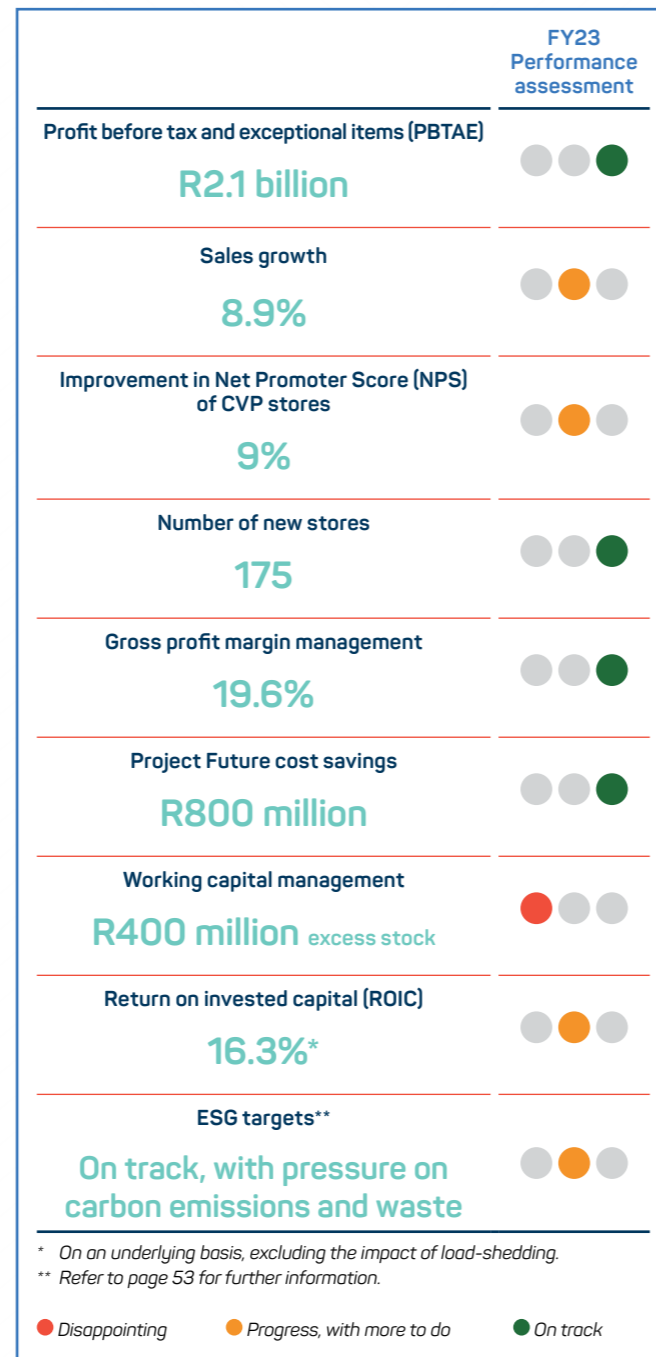 FY23
Performance
assessment
Profit before tax and exceptional items (PBTAE)
R2.1 billion
Sales growth
8.9%
Improvement in Net Promoter Score (NPS)
of CVP stores
9%
Number of new stores
175
Gross profit margin management
19.6%
Project Future cost savings
R800 million
Working capital management
R400 million excess stock
Return on invested capital (ROIC)
16.3%*
ESG targets**
On track, with pressure on
carbon emissions and waste
* On an underlying basis, excluding the impact of load-shedding.
** Refer to page 53 for further information.
Disappointing Progress, with more to do On track